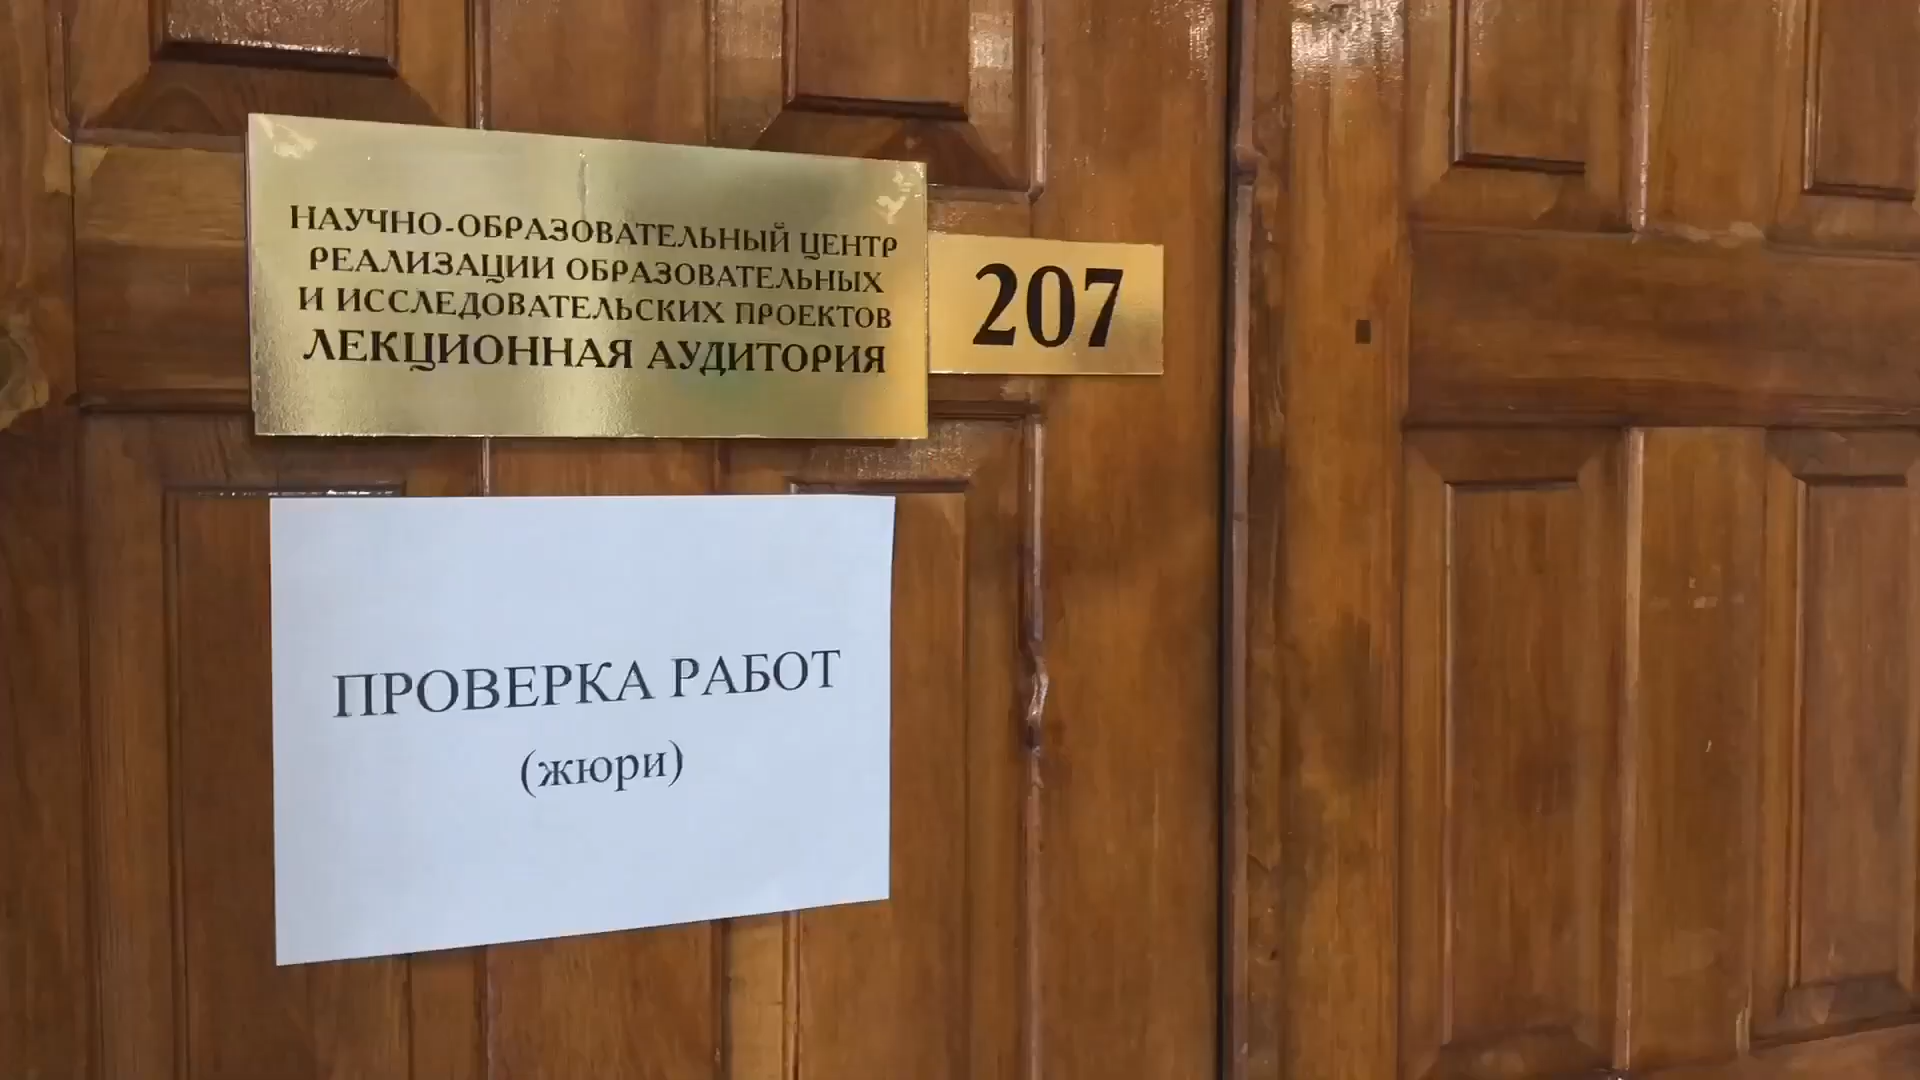 НАУЧНО-ОБРАЗОВАТЕЛЬНЫЙ ЦЕНТР
РЕАЛИЗАЦИИ ОБРАЗОВАТЕЛЬНЫХ
И ИССЛЕДОВАТЕЛЬСКИХ ПРОЕКТОВ
ЛЕКЦИОННАЯ АУДИТОРИЯ
207
ПРОВЕРКА РАБОТ
(жюри)